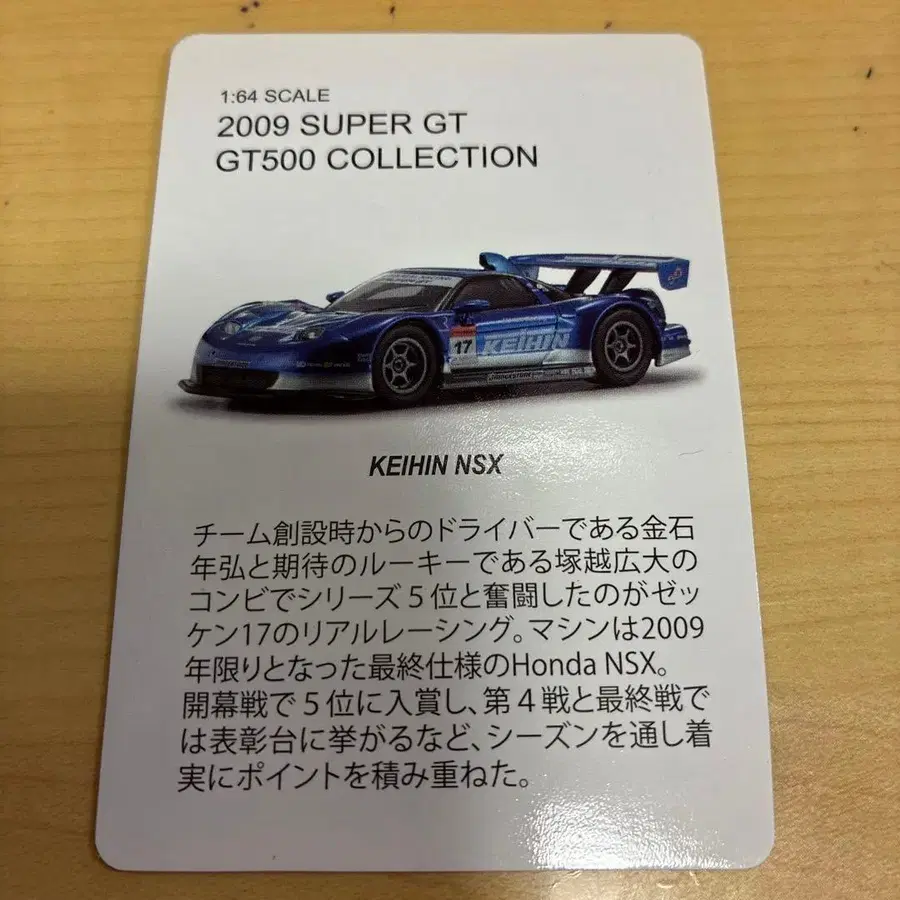 1:64 SCALE
2009 SUPER GT
GT500 COLLECTION
17
KEIHIN
BRIDGESTONE
KEIHIN NSX
チーム創設時からのドライバーである金石
年弘と期待のルーキーである塚越広大の
コンビでシリーズ5位と奮闘したのがゼッ
ケン17のリアルレーシング。マシンは2009
年限りとなった最終仕様のHonda NSX。
開幕戦で5位に入賞し、第4戦と最終戦で
は表彰台に挙がるなど、シーズンを通し着
実にポイントを積み重ねた。